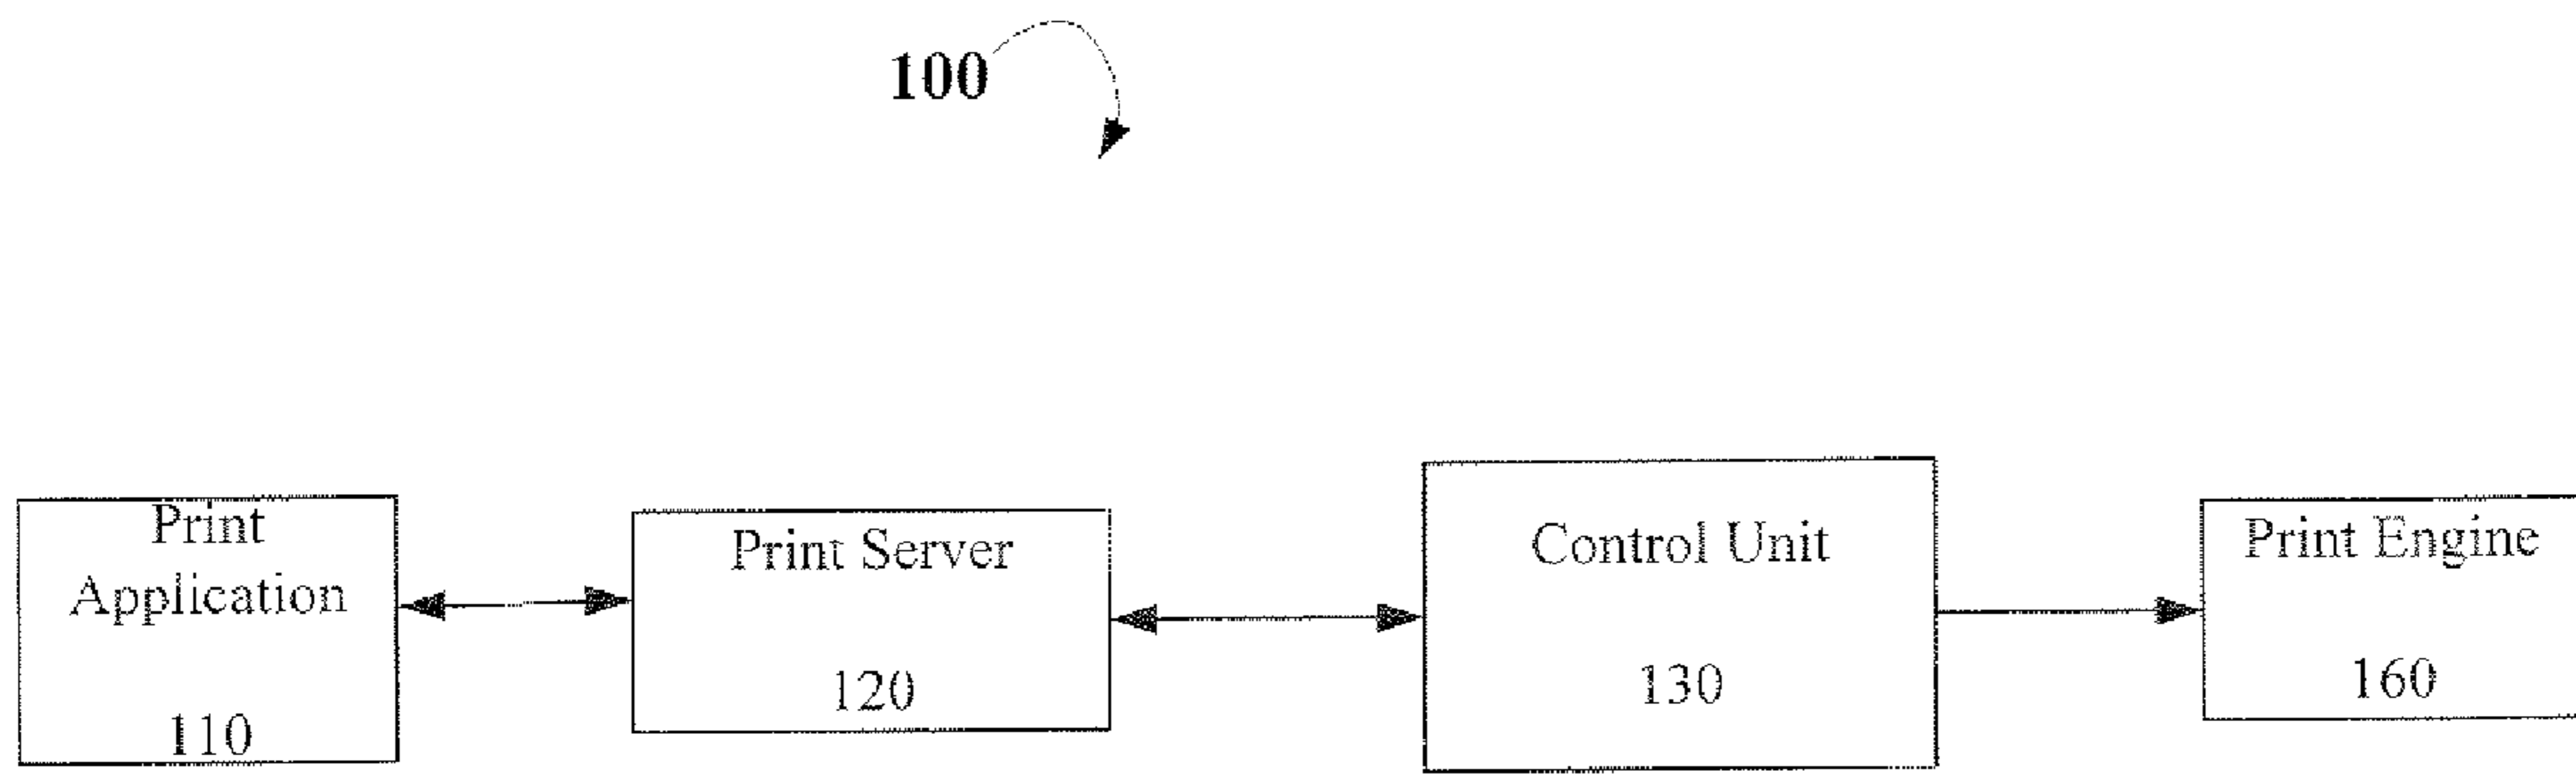 100
Print
Application
110
Print Server
120
Control Unit
130
Print Engine
160